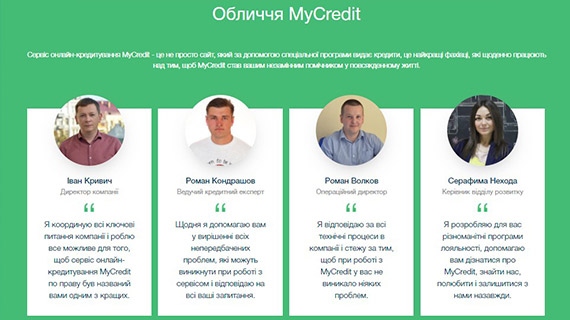 Обличчя MyCredit
Сервіс онлайн-кредитування MyCredit - це не просто сайт, який за допомогою спеціальної програми видає кредити, це найкращі фахівці, які щоденно працюють
над тим, щоб MyCredit став вашим незамінним помічником у повсякденному житті.
Іван Кривич
Директор компанії
“
Я координую всі ключові
питання компанії і роблю
все можливе для того,
щоб сервіс онлайн-
кредитування MyCredit
по праву був названий
вами одним з кращих.
Роман Кондрашов
Ведучий кредитний експерт
“
Щодня я допомагаю вам
у вирішенні всіх
непередбачених
проблем, які можуть
виникнути при роботі з
сервісом і відповідаю на
всі ваші запитання.
Роман Волков
Операційний директор
“
Я відповідаю за всі
технічні процеси в
компанії і стежу за тим,
щоб при роботі з
MyCredit у вас не
виникало ніяких
проблем.
Серафима Нехода
Керівник відділу розвитку
“
Я розробляю для вас
різноманітні програми
лояльності, допомагаю
вам дізнатися про
MyCredit, знайти нас,
полюбити і залишитися з
нами назавжди.